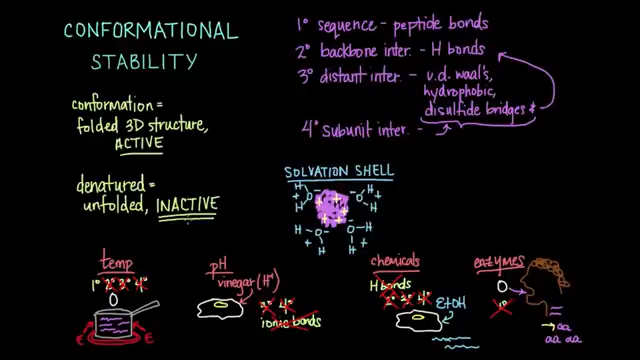 CONFORMATIONAL
STABILITY
conformation =
folded 3D structure,
ACTIVE
denatured =
unfolded, INACTIVE
1° sequence - peptide bonds
2° backbone inter. - H bonds
3° distant inter. - v.d. waal's,
hydrophobic,
disulfide bridges
4° subunit inter. -
SOLVATION SHELL
H H
O - - O
H + + H
+ +
H - O - - O - H
+ H H +
temp
1° 2° 3° 4°
E E
pH
vinegar (H+)
3° 4°
ionic bonds
chemicals
H bonds
2° 3° 4°
EtOH
enzymes
1°
aa
aa aa